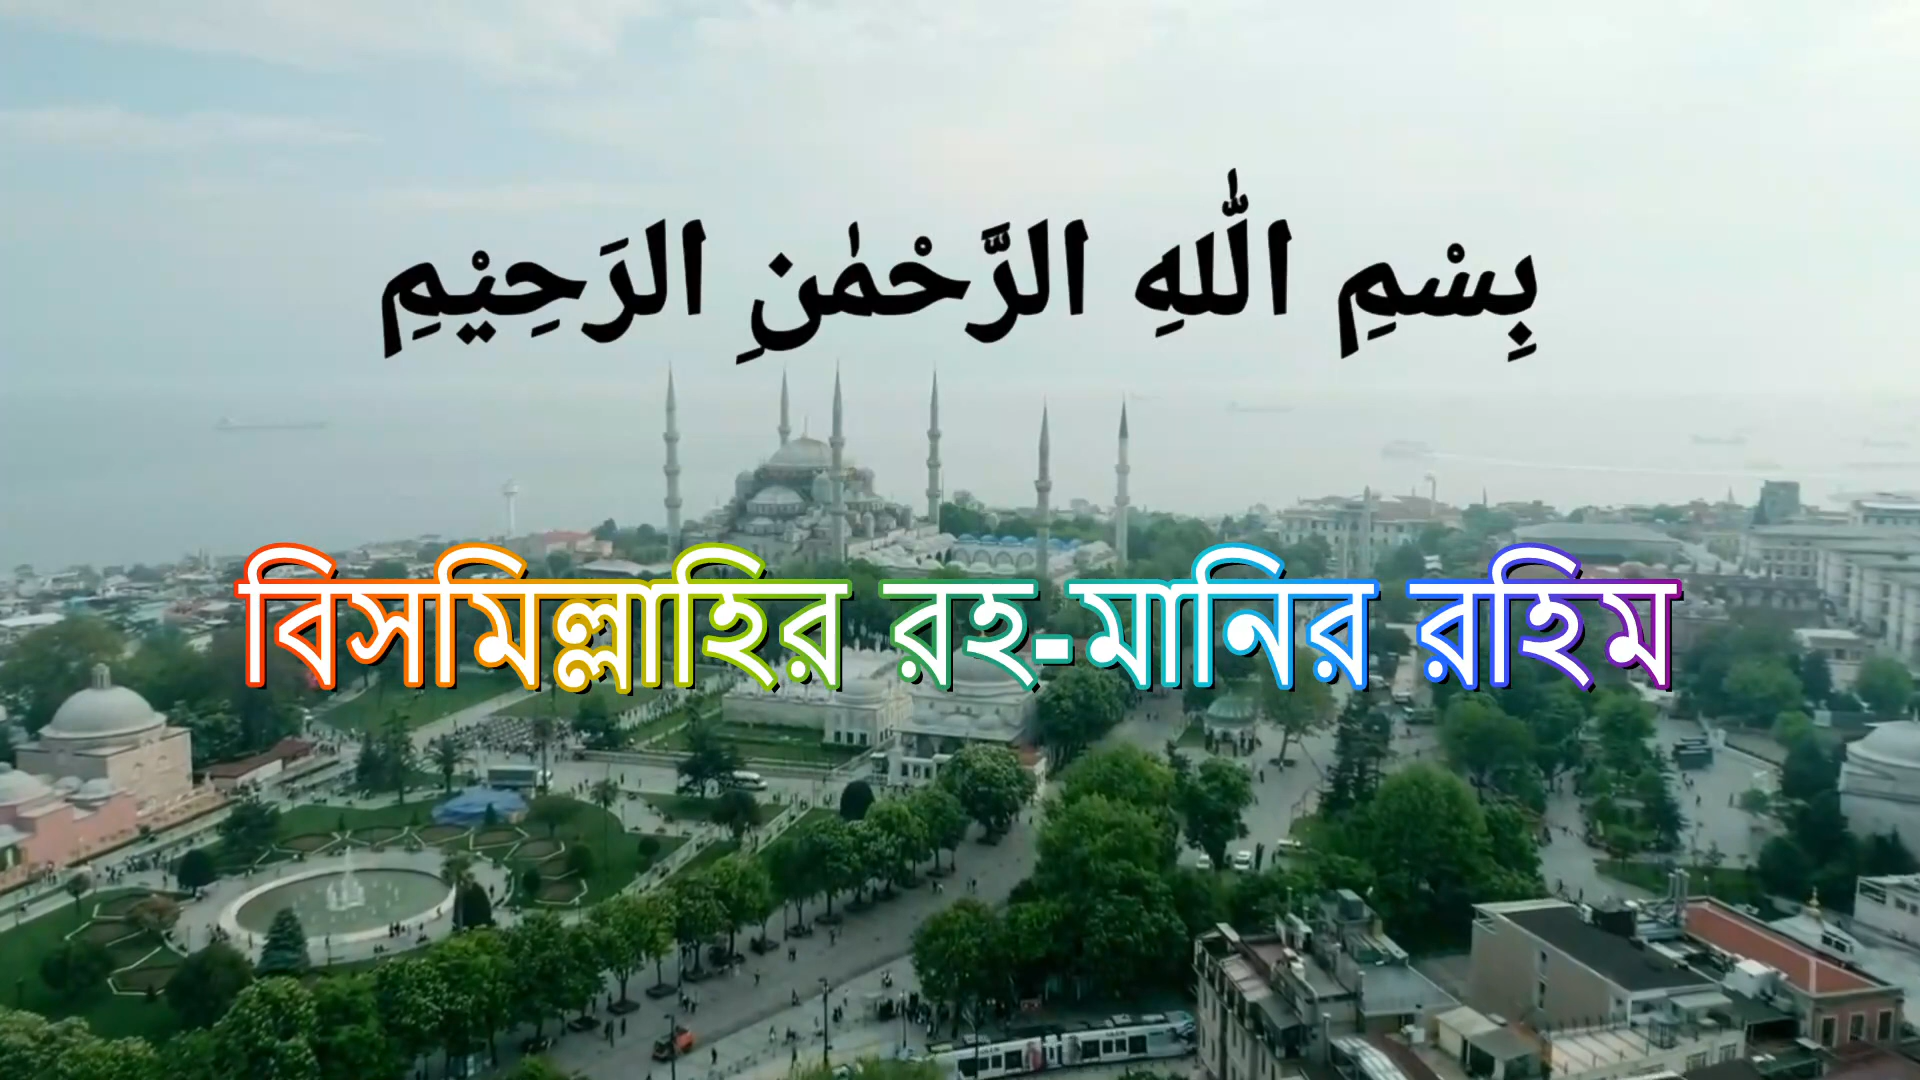 بِسْمِ اللّٰهِ الرَّحْمٰنِ الرَحِيْمِ
বিসমিল্লাহির রহ-মানির রহিম